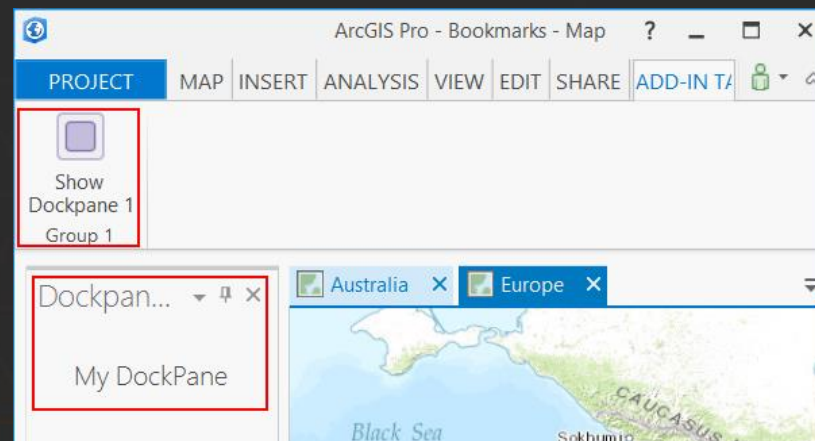 ArcGIS Pro - Bookmarks - Map ?
PROJECT MAP INSERT ANALYSIS VIEW EDIT SHARE ADD-IN TA
Show
Dockpane 1
Group 1
Dockpan...
Australia
Europe
My DockPane
CAUCASUS
Black Sea
Sokhumi